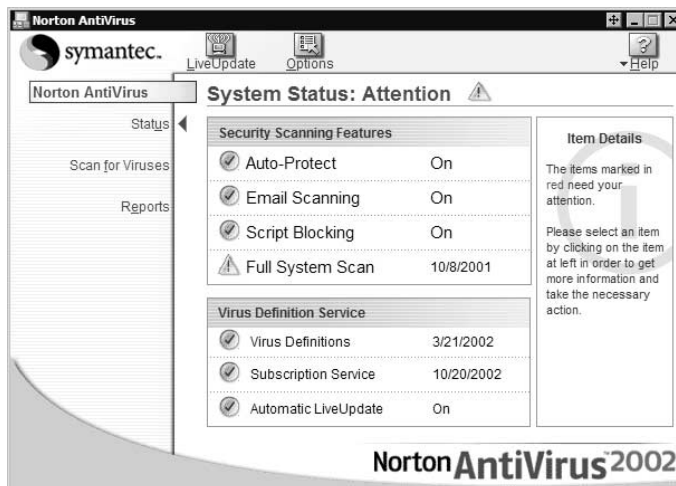 Norton AntiVirus
symantec.
LiveUpdate
Options
Help
Norton AntiVirus
Status
Scan for Viruses
Reports
System Status: Attention
Security Scanning Features
Auto-Protect On
Email Scanning On
Script Blocking On
Full System Scan 10/8/2001
Virus Definition Service
Virus Definitions 3/21/2002
Subscription Service 10/20/2002
Automatic LiveUpdate On
Item Details
The items marked in
red need your
attention.
Please select an item
by clicking on the item
at left in order to get
more information and
take the necessary
action.
Norton AntiVirus 2002